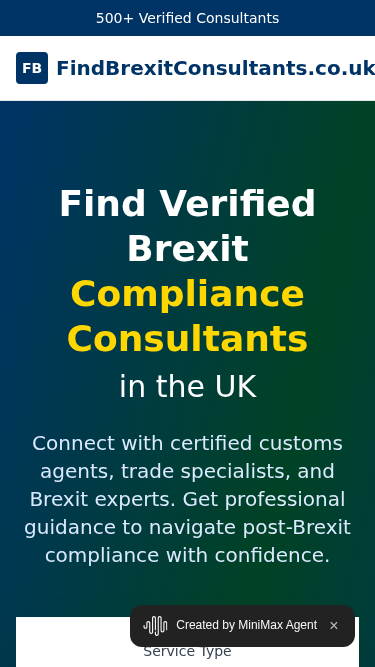 500+ Verified Consultants
FB FindBrexitConsultants.co.uk
Find Verified
Brexit
Compliance
Consultants
in the UK
Connect with certified customs
agents, trade specialists, and
Brexit experts. Get professional
guidance to navigate post-Brexit
compliance with confidence.
Created by MiniMax Agent ×
Service Type